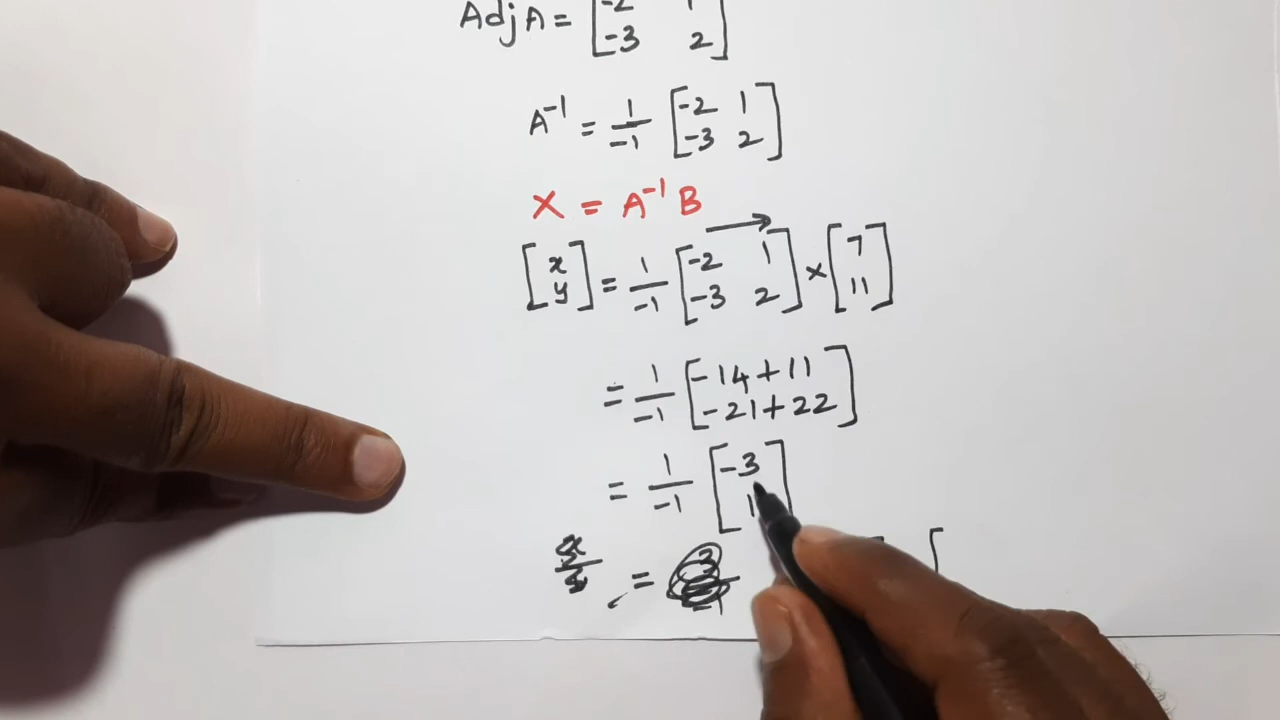 Adj A = [-2 1
-3 2]
A⁻¹ = 1/-1 [-2 1
-3 2]
X = A⁻¹ B
[x
y] = 1/-1 [-2 1
-3 2] × [7
11]
= 1/-1 [-14+11
-21+22]
= 1/-1 [-3
1]
=